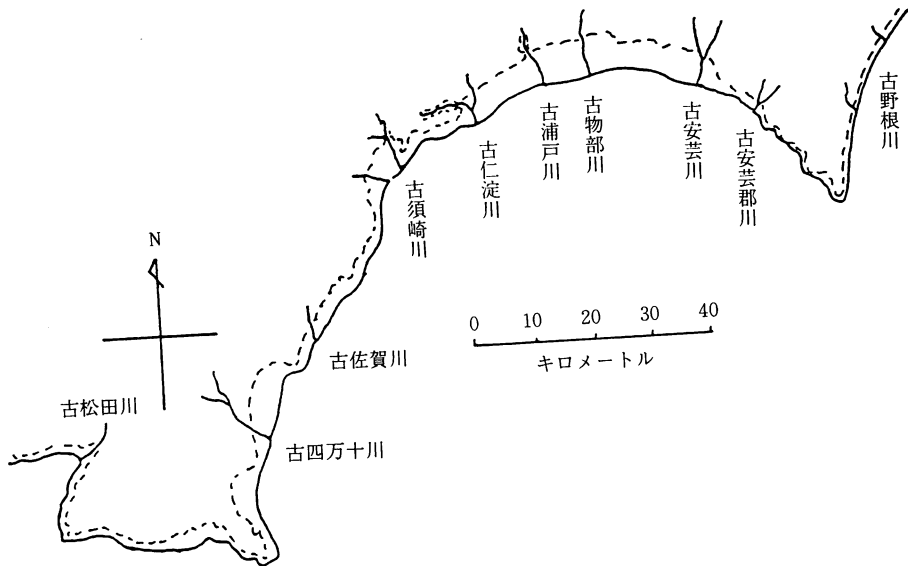 古野根川
古安芸郡川
古安芸川
古物部川
古浦戸川
古仁淀川
古須崎川
N
0 10 20 30 40
キロメートル
古佐賀川
古松田川
古四万十川